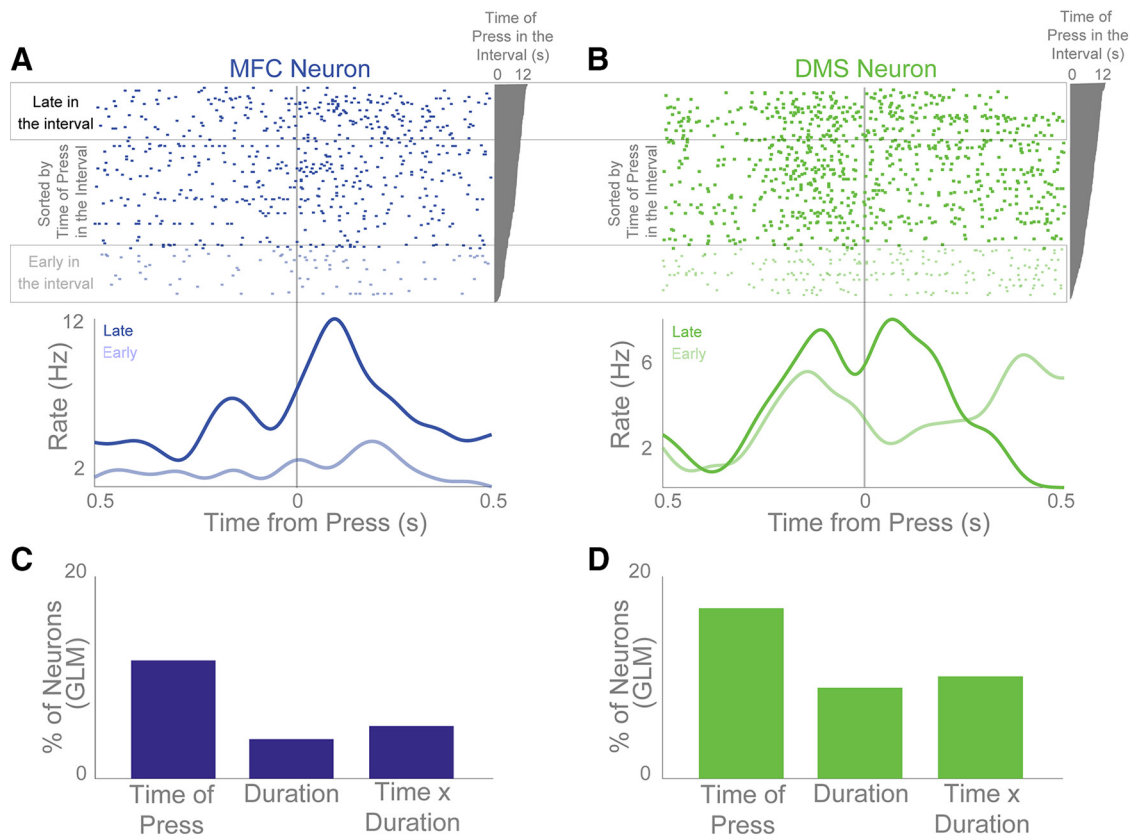 A
MFC Neuron
Time of
Press in the
Interval (s)
0 12
Late in
the interval
Sorted by
Time of Press
in the Interval
Early in
the interval
12
Late
Early
Rate (Hz)
2
0.5
0
0.5
Time from Press (s)
B
DMS Neuron
Time of
Press in the
Interval (s)
0 12
Sorted by
Time of Press
in the Interval
Late
Early
6
Rate (Hz)
2
0.5
0
0.5
Time from Press (s)
C
20
% of Neurons
(GLM)
0
Time of
Press
Duration
Time x
Duration
D
20
% of Neurons
(GLM)
0
Time of
Press
Duration
Time x
Duration